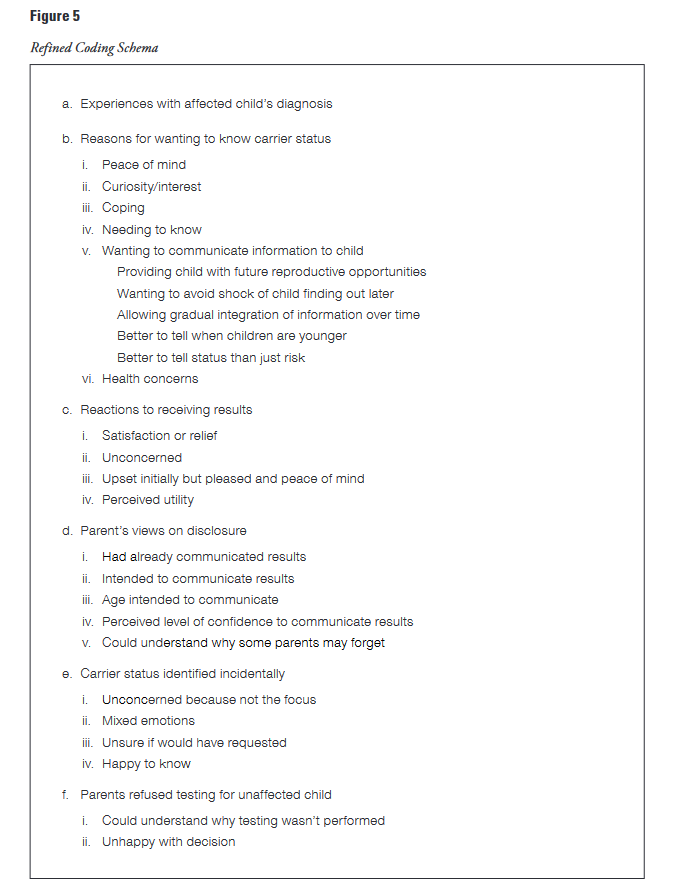 Figure 5
Refined Coding Schema
a. Experiences with affected child's diagnosis
b. Reasons for wanting to know carrier status
i. Peace of mind
ii. Curiosity/interest
iii. Coping
iv. Needing to know
v. Wanting to communicate information to child
Providing child with future reproductive opportunities
Wanting to avoid shock of child finding out later
Allowing gradual integration of information over time
Better to tell when children are younger
Better to tell status than just risk
vi. Health concerns
c. Reactions to receiving results
i. Satisfaction or relief
ii. Unconcerned
iii. Upset initially but pleased and peace of mind
iv. Perceived utility
d. Parent's views on disclosure
i. Had already communicated results
ii. Intended to communicate results
iii. Age intended to communicate
iv. Perceived level of confidence to communicate results
v. Could understand why some parents may forget
e. Carrier status identified incidentally
i. Unconcerned because not the focus
ii. Mixed emotions
iii. Unsure if would have requested
iv. Happy to know
f. Parents refused testing for unaffected child
i. Could understand why testing wasn't performed
ii. Unhappy with decision